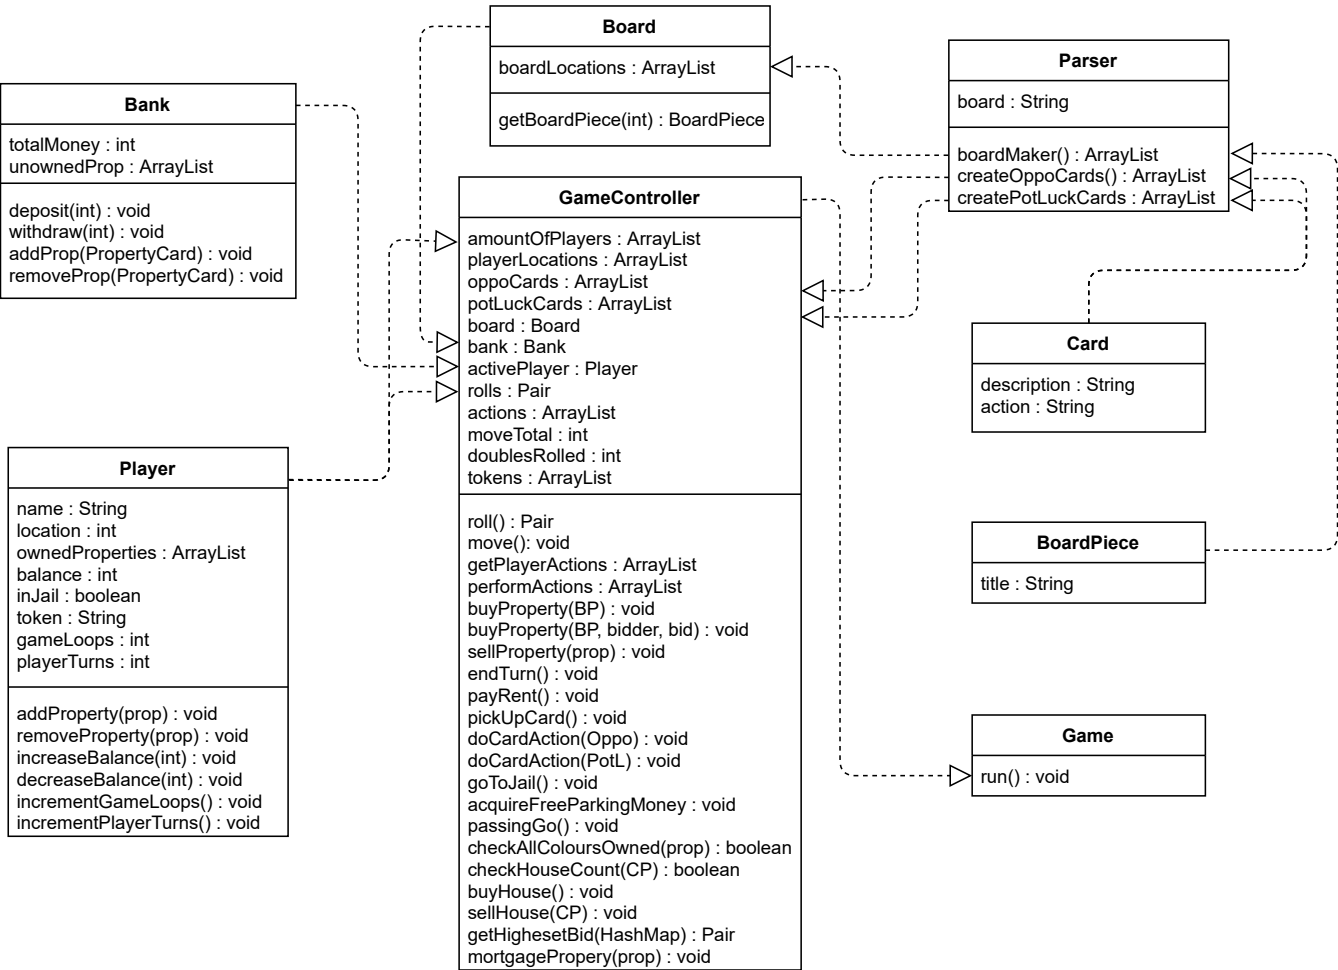 Board
boardLocations : ArrayList
getBoardPiece(int) : BoardPiece
Parser
board : String
boardMaker() : ArrayList
createOppoCards() : ArrayList
createPotLuckCards : ArrayList
Bank
totalMoney : int
unownedProp : ArrayList
deposit(int) : void
withdraw(int) : void
addProp(PropertyCard) : void
removeProp(PropertyCard) : void
GameController
amountOfPlayers : ArrayList
playerLocations : ArrayList
oppoCards : ArrayList
potLuckCards : ArrayList
board : Board
bank : Bank
activePlayer : Player
rolls : Pair
actions : ArrayList
moveTotal : int
doublesRolled : int
tokens : ArrayList
roll() : Pair
move(): void
getPlayerActions : ArrayList
performActions : ArrayList
buyProperty(BP) : void
buyProperty(BP, bidder, bid) : void
sellProperty(prop) : void
endTurn() : void
payRent() : void
pickUpCard() : void
doCardAction(Oppo) : void
doCardAction(PotL) : void
goToJail() : void
acquireFreeParkingMoney : void
passingGo() : void
checkAllColoursOwned(prop) : boolean
checkHouseCount(CP) : boolean
buyHouse() : void
sellHouse(CP) : void
getHighesetBid(HashMap) : Pair
mortgagePropery(prop) : void
Card
description : String
action : String
Player
name : String
location : int
ownedProperties : ArrayList
balance : int
inJail : boolean
token : String
gameLoops : int
playerTurns : int
addProperty(prop) : void
removeProperty(prop) : void
increaseBalance(int) : void
decreaseBalance(int) : void
incrementGameLoops() : void
incrementPlayerTurns() : void
BoardPiece
title : String
Game
run() : void